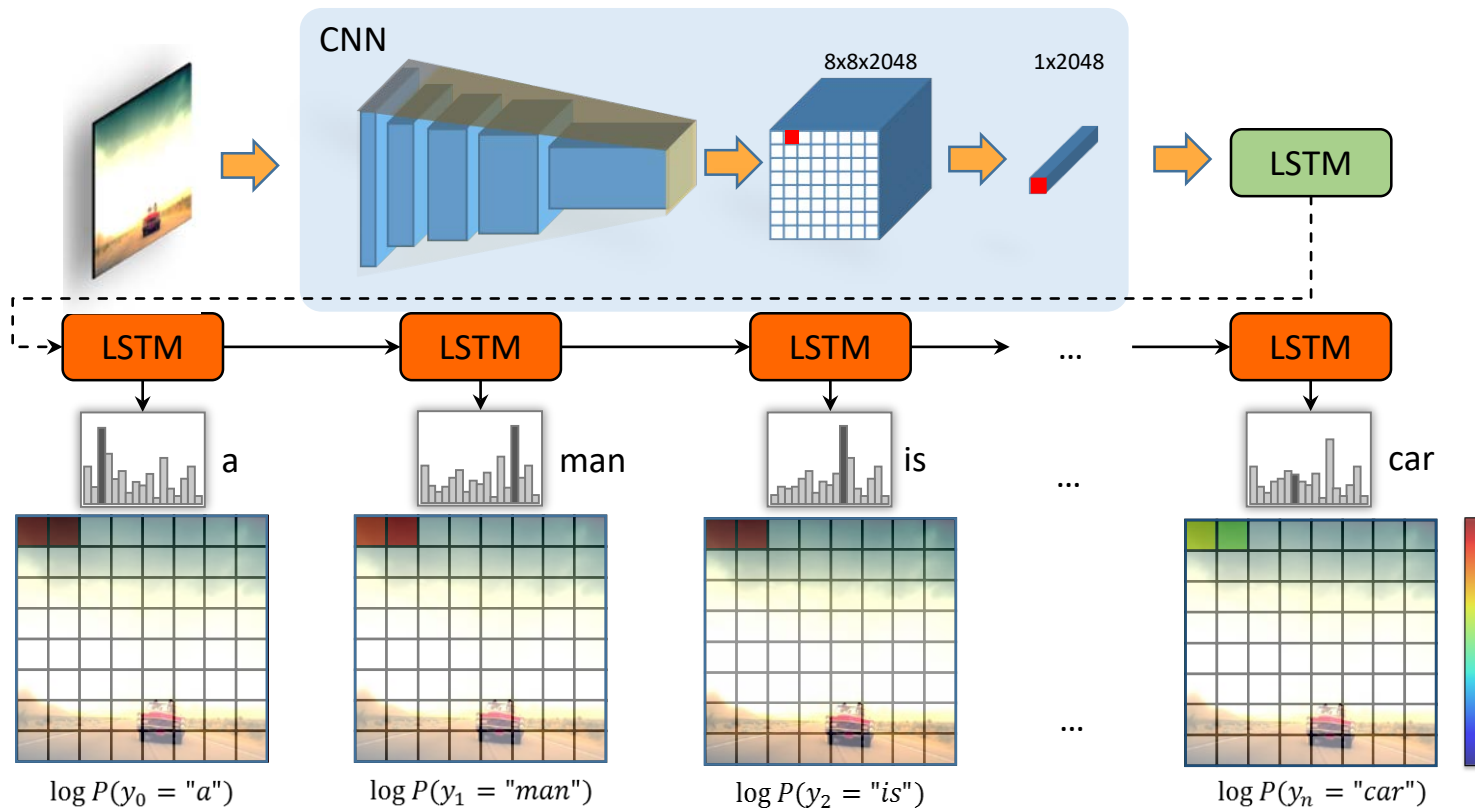 CNN
8x8x2048
1x2048
LSTM
LSTM
LSTM
LSTM
...
LSTM
a
man
is
...
car
...
log P(y₀ = "a")
log P(y₁ = "man")
log P(y₂ = "is")
log P(yₙ = "car")